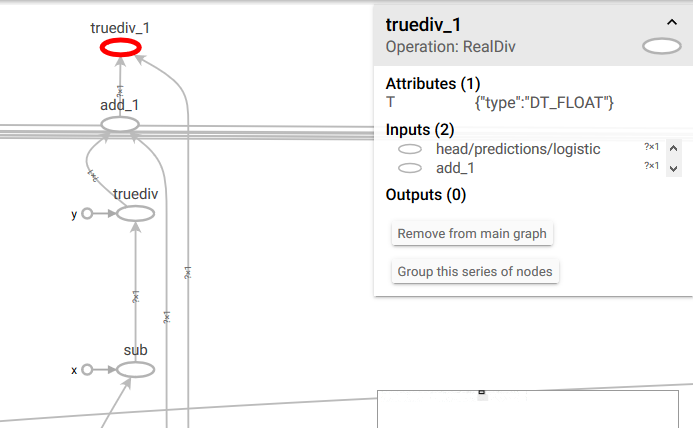 truediv_1
?×1
add_1
?×1
truediv
y
?×1
?×1
?×1
sub
x
truediv_1
Operation: RealDiv
Attributes (1)
T {"type":"DT_FLOAT"}
Inputs (2)
head/predictions/logistic ?×1
add_1 ?×1
Outputs (0)
Remove from main graph
Group this series of nodes